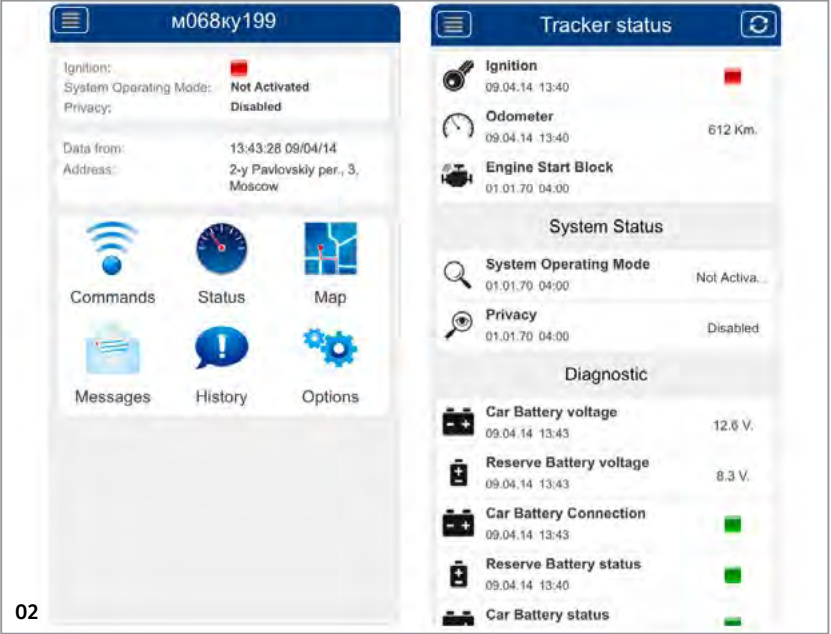 м068ку199
Ignition:
System Operating Mode: Not Activated
Privacy: Disabled
Data from: 13:43:28 09/04/14
Address: 2-y Pavlovskiy per., 3,
Moscow
Commands Status Map
Messages History Options
Tracker status
Ignition
09.04.14 13:40
Odometer
09.04.14 13:40
612 Km.
Engine Start Block
01.01.70 04:00
System Status
System Operating Mode
01.01.70 04:00
Not Activa...
Privacy
01.01.70 04:00
Disabled
Diagnostic
Car Battery voltage
09.04.14 13:43
12.6 V.
Reserve Battery voltage
09.04.14 13:43
8.3 V.
Car Battery Connection
09.04.14 13:43
Reserve Battery status
09.04.14 13:40
Car Battery status
02